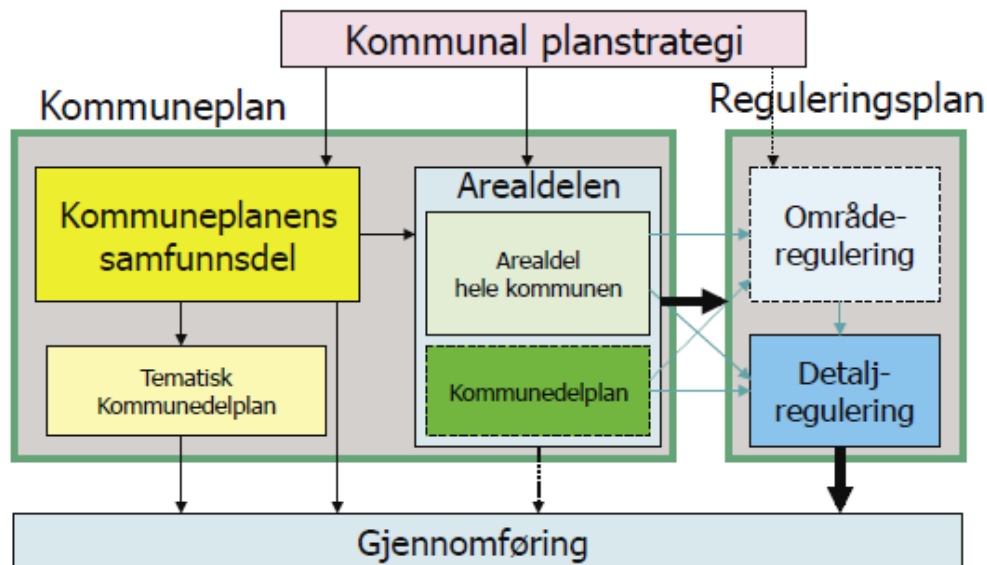 Kommunal planstrategi
Kommuneplan
Reguleringsplan
Kommuneplanens
samfunnsdel
Arealdelen
Arealdel
hele kommunen
Område-
regulering
Tematisk
Kommunedelplan
Kommunedelplan
Detalj-
regulering
Gjennomføring